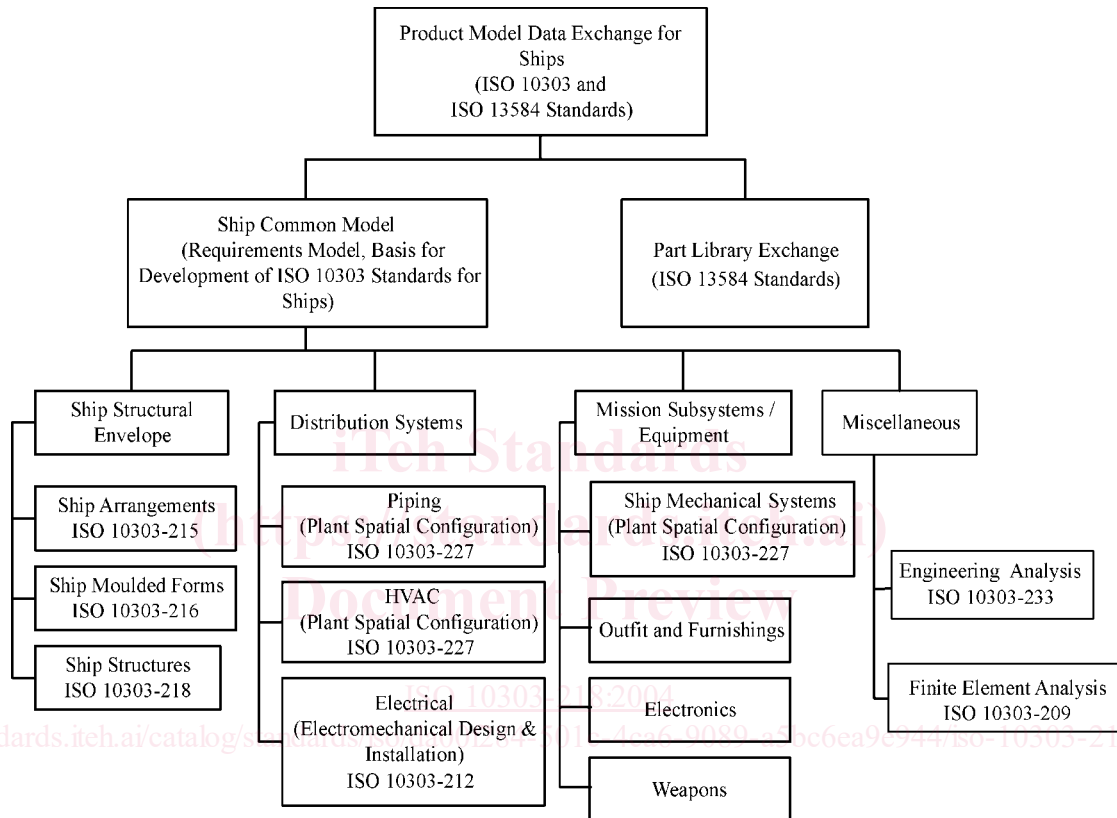 Product Model Data Exchange for
Ships
(ISO 10303 and
ISO 13584 Standards)
Ship Common Model
(Requirements Model, Basis for
Development of ISO 10303 Standards for
Ships)
Part Library Exchange
(ISO 13584 Standards)
Ship Structural
Envelope
Distribution Systems
Mission Subsystems /
Equipment
Miscellaneous
Ship Arrangements
ISO 10303-215
Ship Moulded Forms
ISO 10303-216
Ship Structures
ISO 10303-218
Piping
(Plant Spatial Configuration)
ISO 10303-227
HVAC
(Plant Spatial Configuration)
ISO 10303-227
Electrical
(Electromechanical Design &
Installation)
ISO 10303-212
Ship Mechanical Systems
(Plant Spatial Configuration)
ISO 10303-227
Outfit and Furnishings
Electronics
Weapons
Engineering Analysis
ISO 10303-233
Finite Element Analysis
ISO 10303-209
iTeh Standards
(https://standards.iteh.ai)
Document Preview
ISO 10303-218:2004